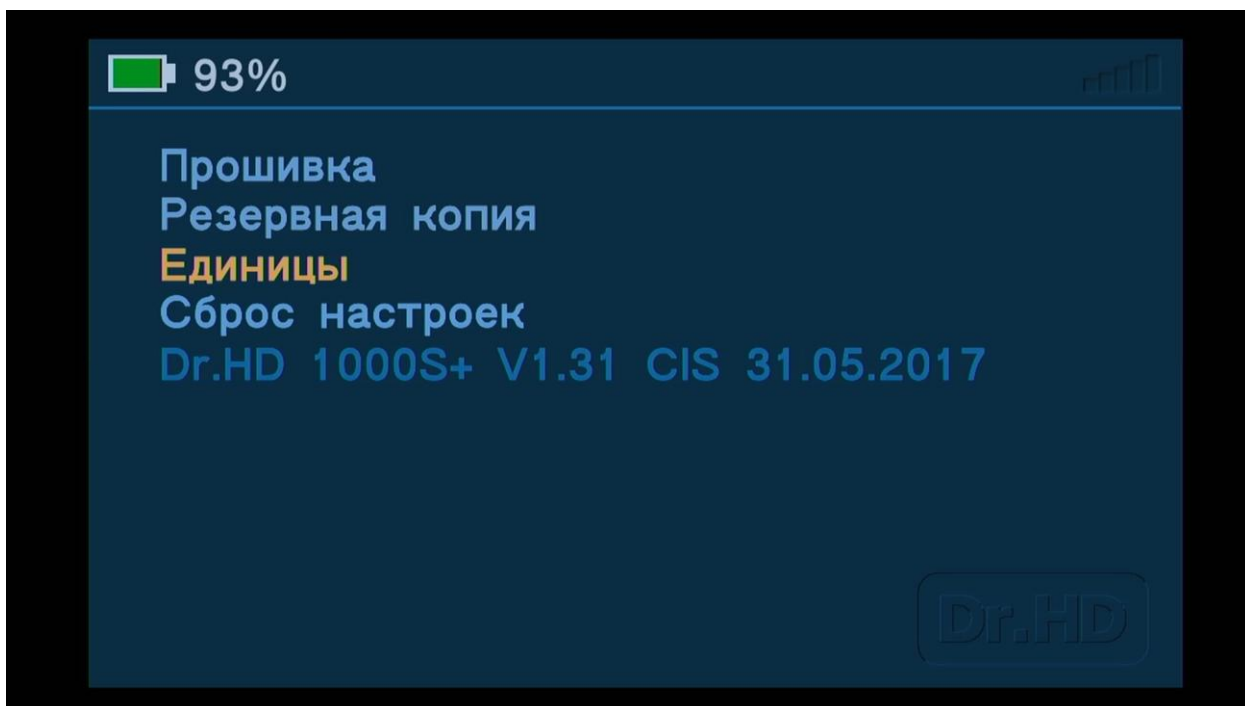 93%
Прошивка
Резервная копия
Единицы
Сброс настроек
Dr.HD 1000S+ V1.31 CIS 31.05.2017
Dr.HD